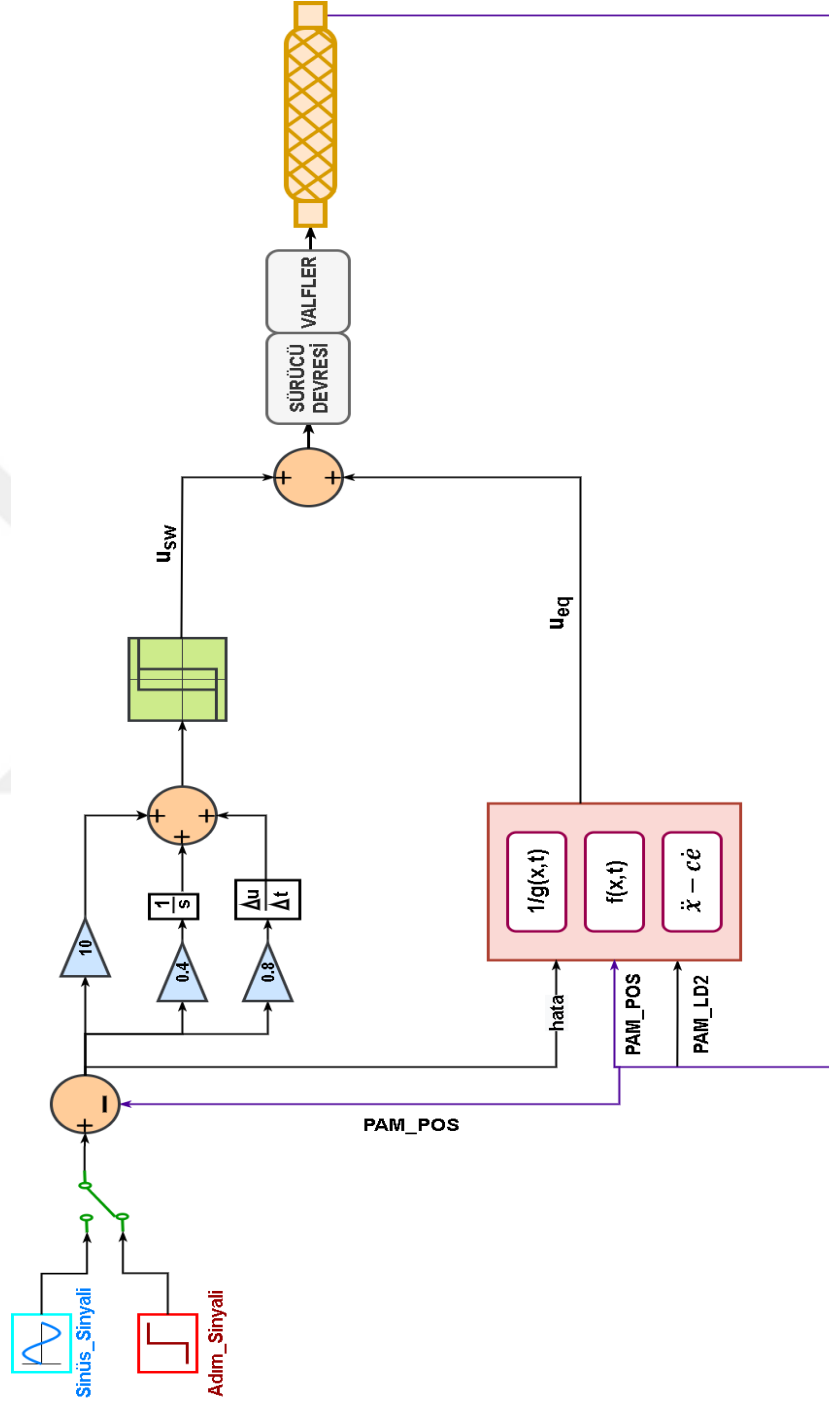 Sinüs_Sinyali
Adım_Sinyali
+
−
PAM_POS
10
0.4
0.8
1/s
Δu/Δt
+
+
+
u_sw
hata
PAM_POS
PAM_LD2
1/g(x,t)
f(x,t)
ẍ − cė
u_eq
+
+
SÜRÜCÜ
DEVRESİ
VALFLER